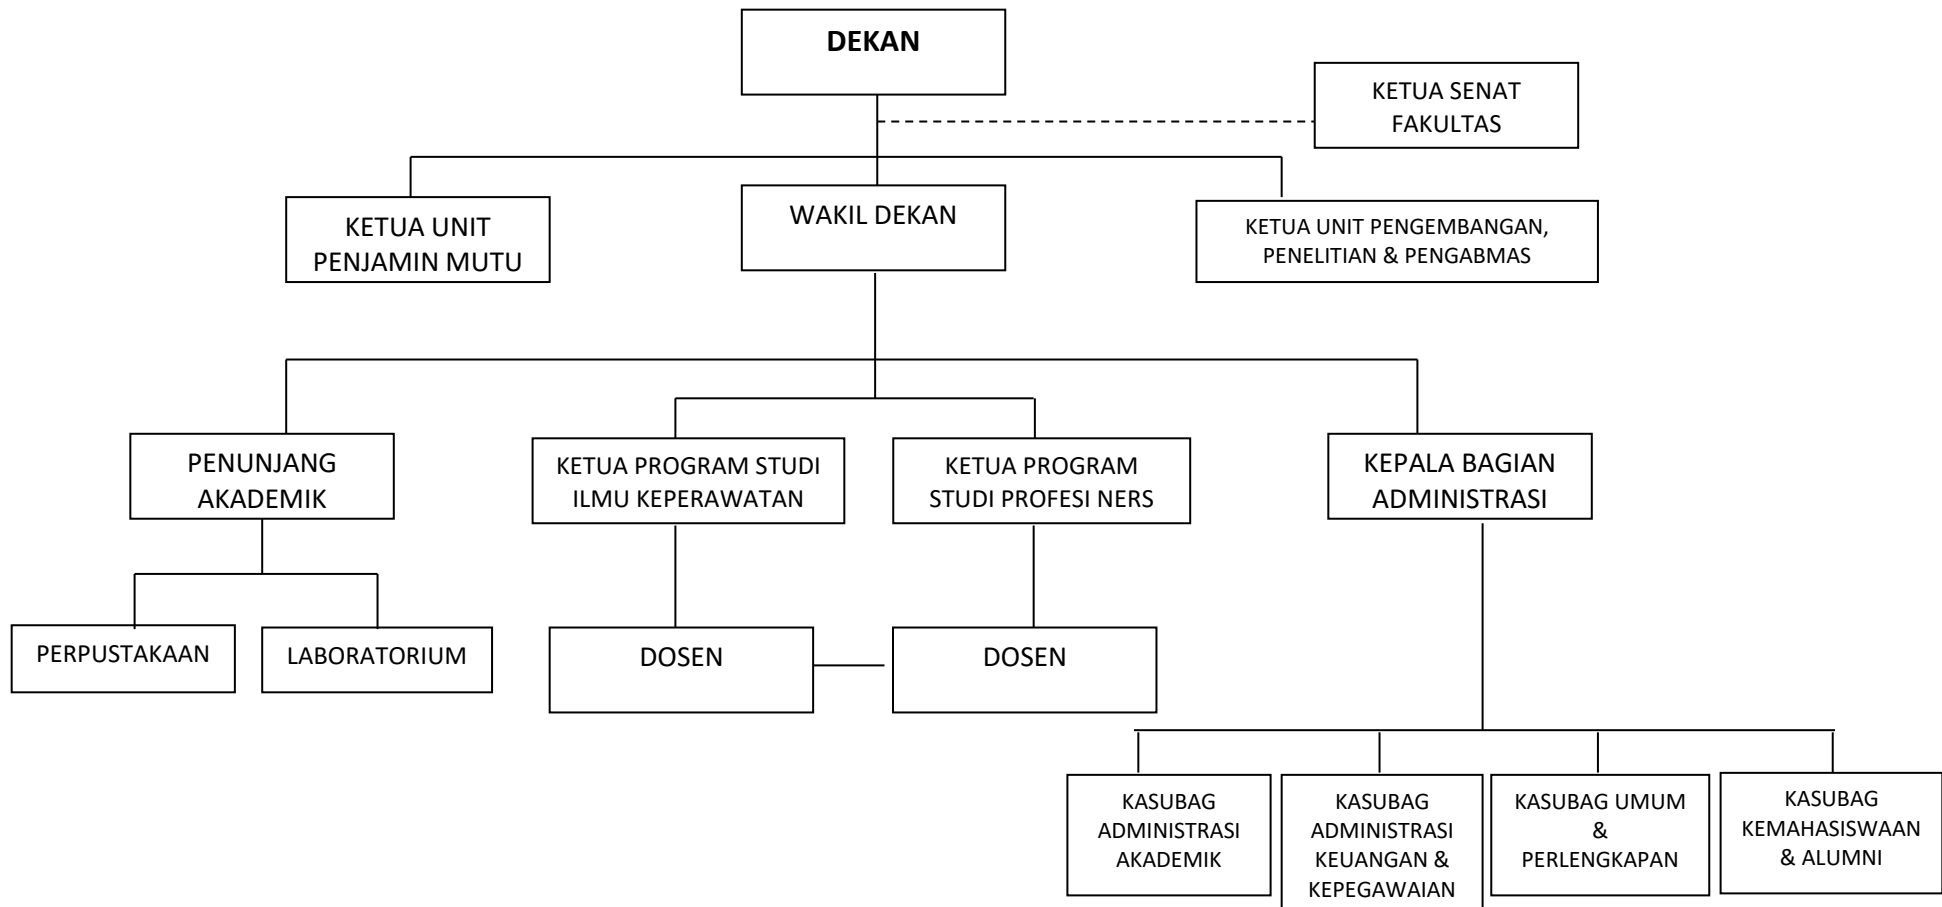 DEKAN
KETUA SENAT
FAKULTAS
KETUA UNIT
PENJAMIN MUTU
WAKIL DEKAN
KETUA UNIT PENGEMBANGAN,
PENELITIAN & PENGABMAS
PENUNJANG
AKADEMIK
KETUA PROGRAM STUDI
ILMU KEPERAWATAN
KETUA PROGRAM
STUDI PROFESI NERS
KEPALA BAGIAN
ADMINISTRASI
PERPUSTAKAAN
LABORATORIUM
DOSEN
DOSEN
KASUBAG
ADMINISTRASI
AKADEMIK
KASUBAG
ADMINISTRASI
KEUANGAN &
KEPEGAWAIAN
KASUBAG UMUM
&
PERLENGKAPAN
KASUBAG
KEMAHASISWAAN
& ALUMNI